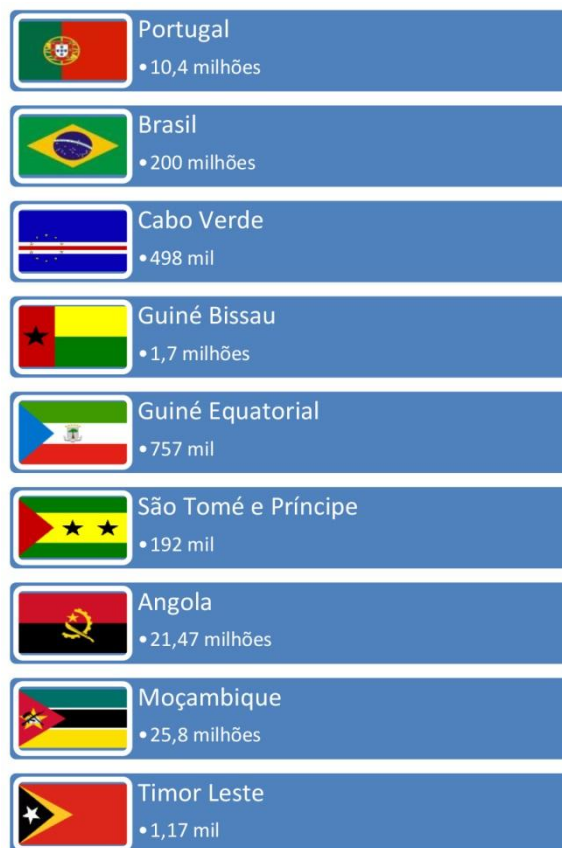 Portugal
•10,4 milhões
Brasil
•200 milhões
Cabo Verde
•498 mil
Guiné Bissau
•1,7 milhões
Guiné Equatorial
•757 mil
São Tomé e Príncipe
•192 mil
Angola
•21,47 milhões
Moçambique
•25,8 milhões
Timor Leste
•1,17 mil